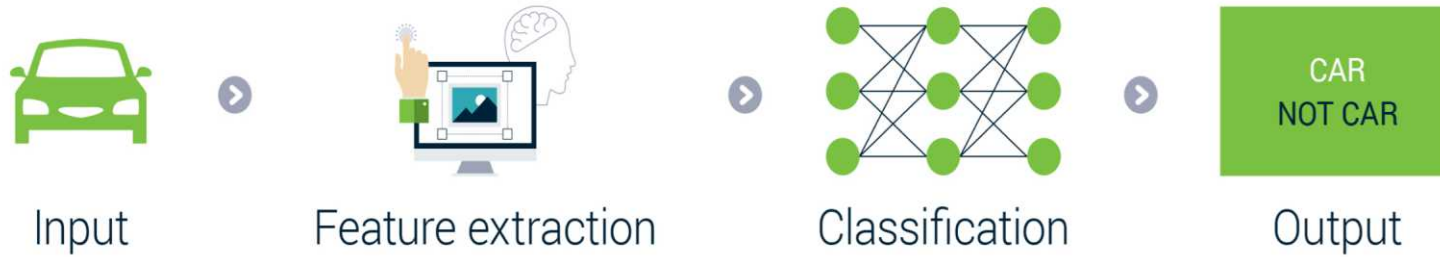 CAR
NOT CAR
Input
Feature extraction
Classification
Output